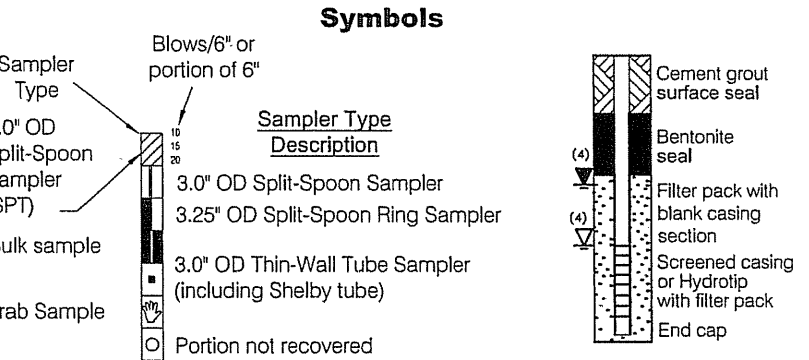 Symbols
Sampler
Type
Blows/6" or
portion of 6"
.0" OD
plit-Spoon
ampler
SPT)
ulk sample
rab Sample
10
15
20
Sampler Type
Description
3.0" OD Split-Spoon Sampler
3.25" OD Split-Spoon Ring Sampler
3.0" OD Thin-Wall Tube Sampler
(including Shelby tube)
Portion not recovered
(4)
(4)
Cement grout
surface seal
Bentonite
seal
Filter pack with
blank casing
section
Screened casing
or Hydrotip
with filter pack
End cap